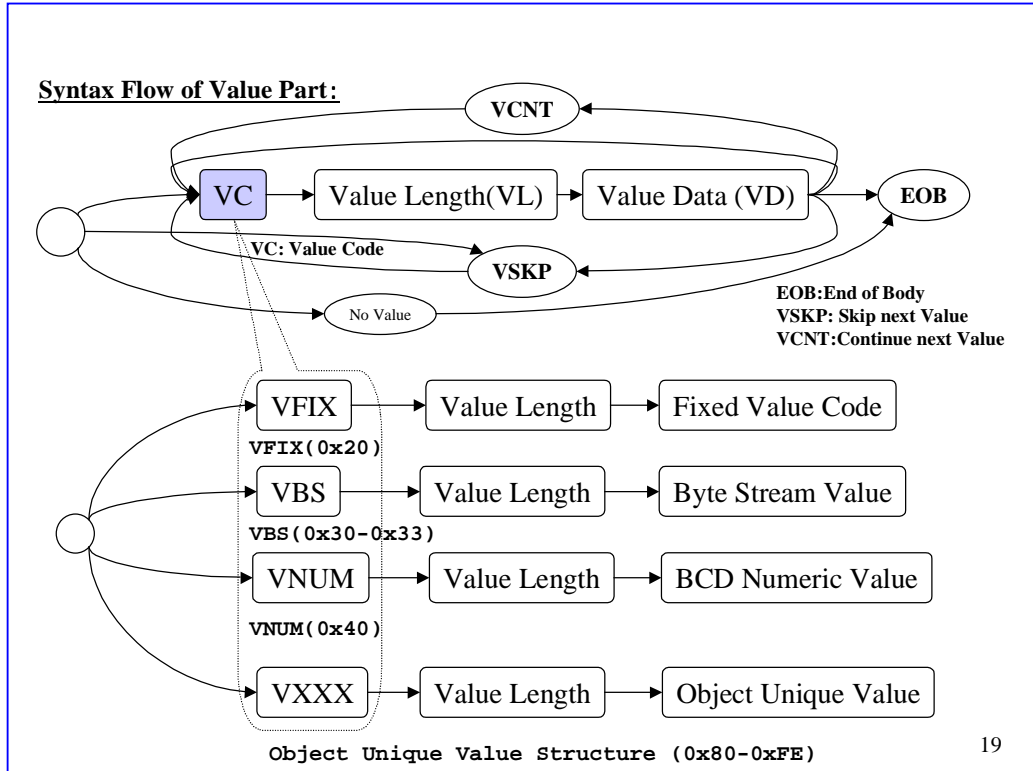 Syntax Flow of Value Part:
VCNT
VC
Value Length(VL)
Value Data (VD)
EOB
VC: Value Code
VSKP
No Value
EOB:End of Body
VSKP: Skip next Value
VCNT:Continue next Value
VFIX
Value Length
Fixed Value Code
VFIX(0x20)
VBS
Value Length
Byte Stream Value
VBS(0x30-0x33)
VNUM
Value Length
BCD Numeric Value
VNUM(0x40)
VXXX
Value Length
Object Unique Value
Object Unique Value Structure (0x80-0xFE)
19